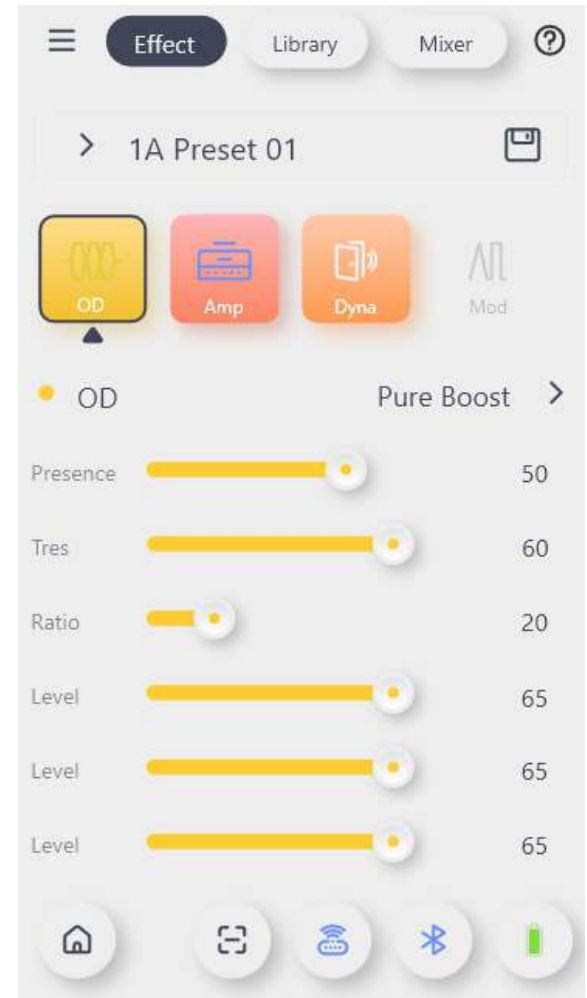 Effect Library Mixer
1A Preset 01
OD Amp Dyna Mod
OD Pure Boost
Presence 50
Tres 60
Ratio 20
Level 65
Level 65
Level 65